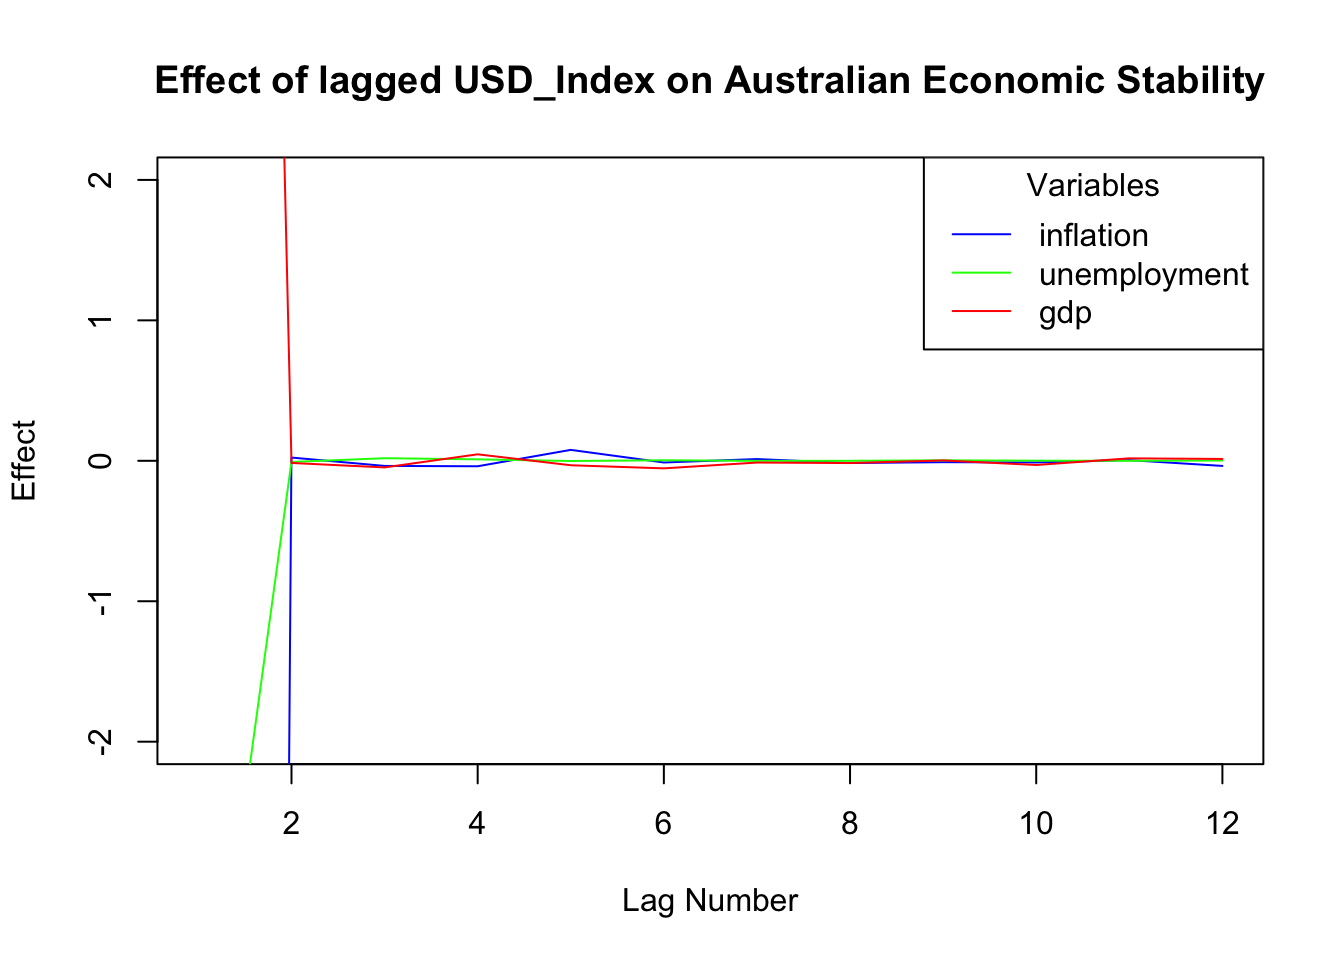 Effect of lagged USD_Index on Australian Economic Stability
Variables
inflation
unemployment
gdp
Effect
2
1
0
-1
-2
2 4 6 8 10 12
Lag Number